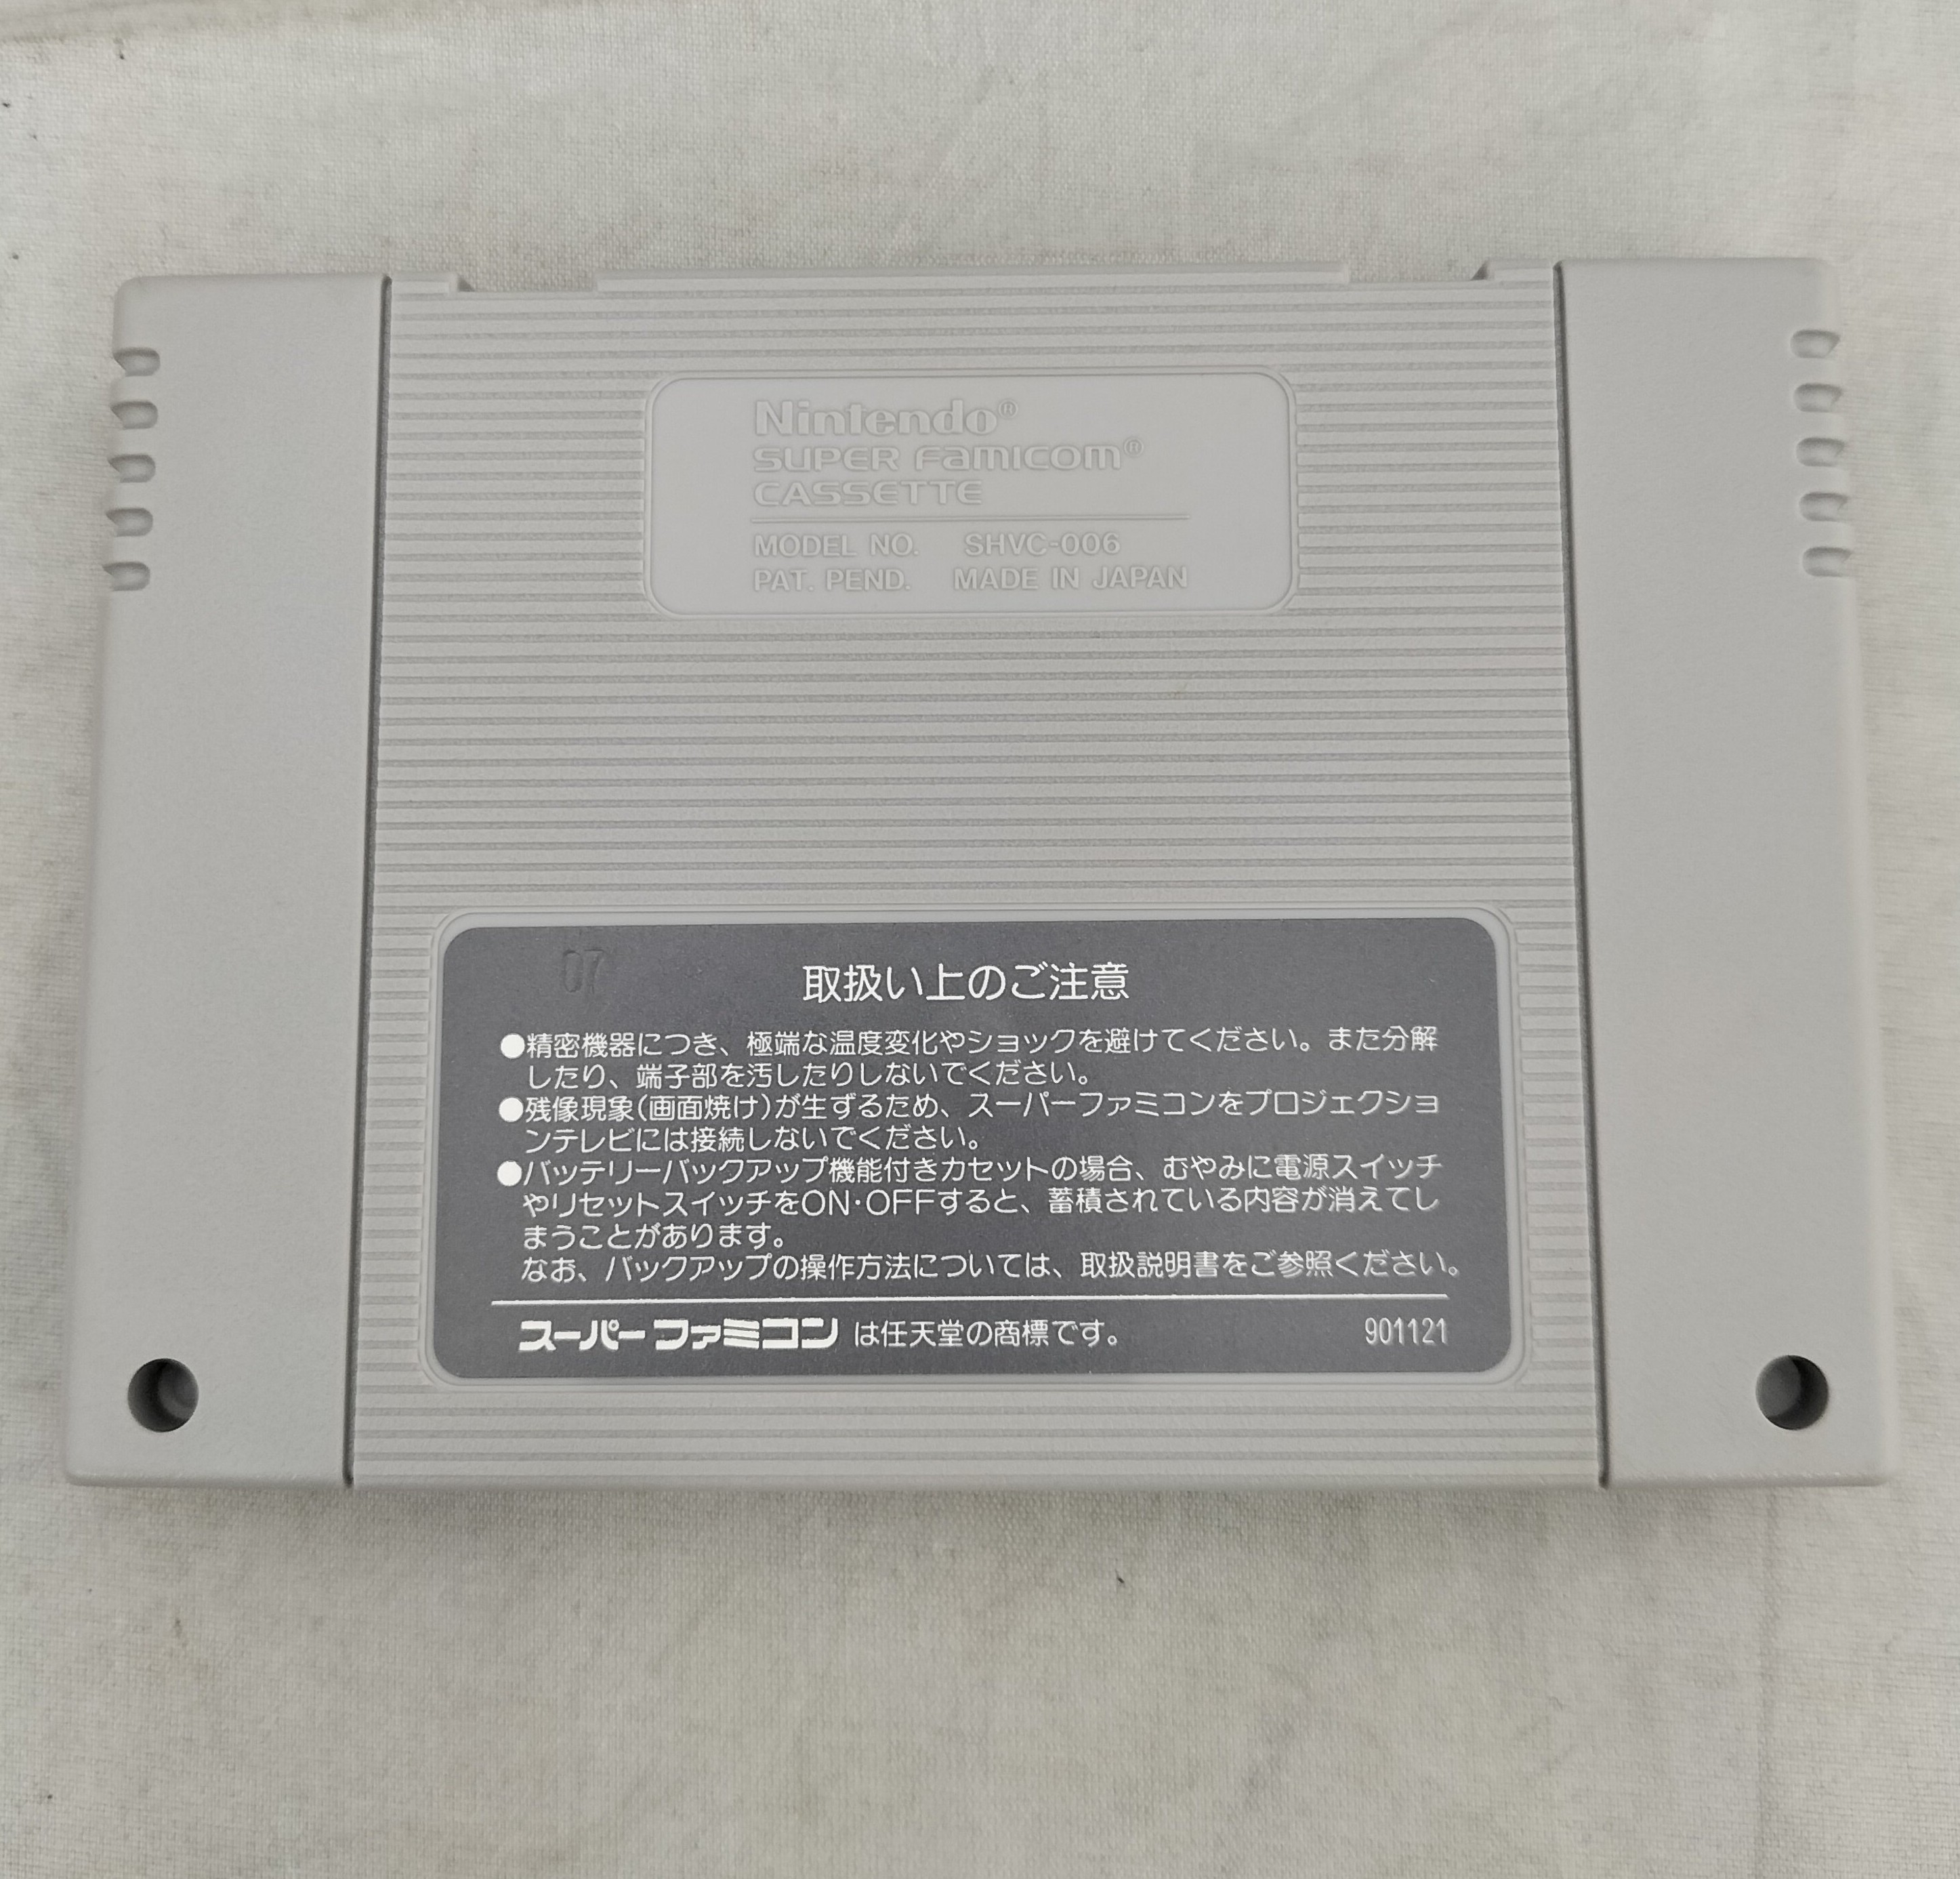 Nintendo®
SUPER FAMICOM®
CASSETTE
MODEL NO. SHVC-006
PAT. PEND. MADE IN JAPAN
07
取扱い上のご注意
●精密機器につき、極端な温度変化やショックを避けてください。また分解
したり、端子部を汚したりしないでください。
●残像現象(画面焼け)が生ずるため、スーパーファミコンをプロジェクショ
ンテレビには接続しないでください。
●バッテリーバックアップ機能付きカセットの場合、むやみに電源スイッチ
やリセットスイッチをON・OFFすると、蓄積されている内容が消えてし
まうことがあります。
なお、バックアップの操作方法については、取扱説明書をご参照ください。
スーパーファミコン は任天堂の商標です。 901121